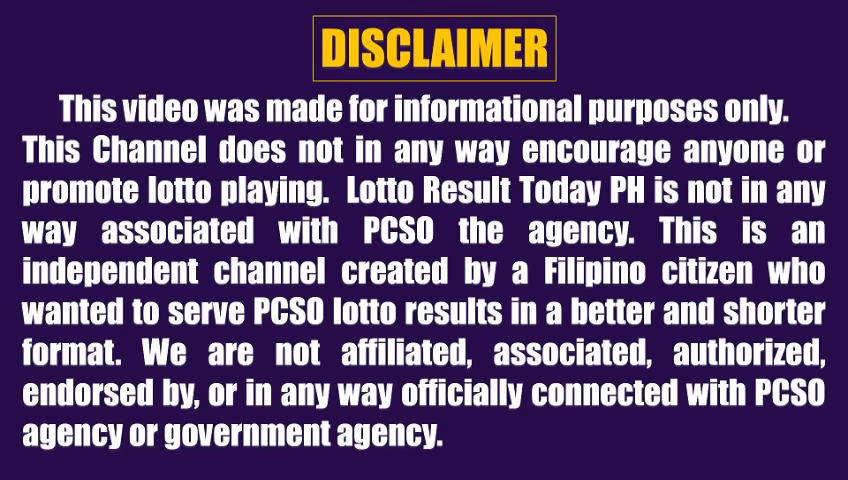 DISCLAIMER
This video was made for informational purposes only.
This Channel does not in any way encourage anyone or
promote lotto playing. Lotto Result Today PH is not in any
way associated with PCSO the agency. This is an
independent channel created by a Filipino citizen who
wanted to serve PCSO lotto results in a better and shorter
format. We are not affiliated, associated, authorized,
endorsed by, or in any way officially connected with PCSO
agency or government agency.